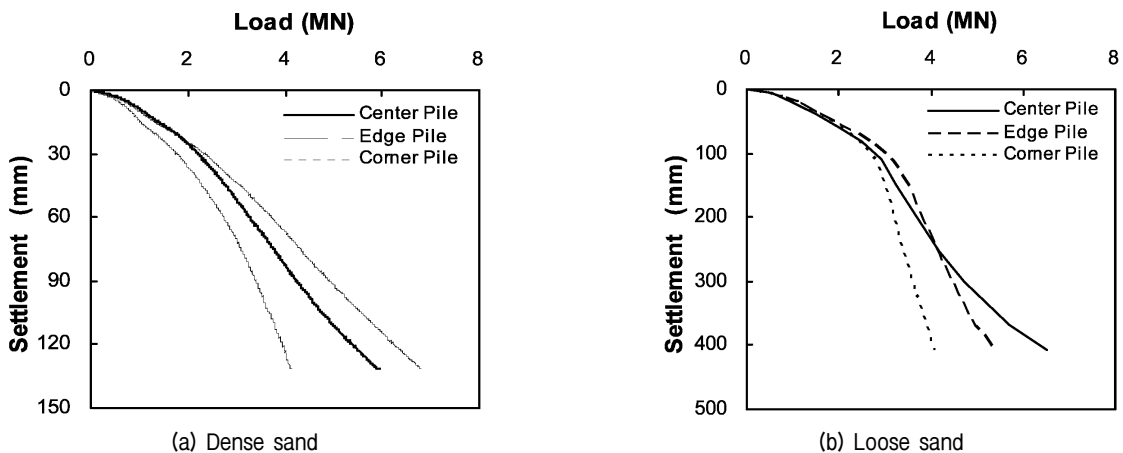 Load (MN)
0 2 4 6 8
0
30
60
90
120
150
Settlement (mm)
Center Pile
Edge Pile
Corner Pile
(a) Dense sand
Load (MN)
0 2 4 6 8
0
100
200
300
400
500
Settlement (mm)
Center Pile
Edge Pile
Corner Pile
(b) Loose sand